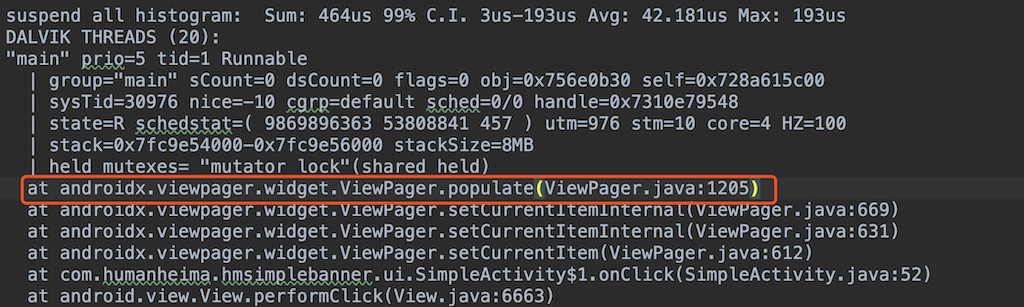 suspend all histogram:  Sum: 464us 99% C.I. 3us-193us Avg: 42.181us Max: 193us
DALVIK THREADS (20):
"main" prio=5 tid=1 Runnable
  | group="main" sCount=0 dsCount=0 flags=0 obj=0x756e0b30 self=0x728a615c00
  | sysTid=30976 nice=-10 cgrp=default sched=0/0 handle=0x7310e79548
  | state=R schedstat=( 9869896363 53808841 457 ) utm=976 stm=10 core=4 HZ=100
  | stack=0x7fc9e54000-0x7fc9e56000 stackSize=8MB
  | held mutexes= "mutator lock"(shared held)
  at androidx.viewpager.widget.ViewPager.populate(ViewPager.java:1205)
  at androidx.viewpager.widget.ViewPager.setCurrentItemInternal(ViewPager.java:669)
  at androidx.viewpager.widget.ViewPager.setCurrentItemInternal(ViewPager.java:631)
  at androidx.viewpager.widget.ViewPager.setCurrentItem(ViewPager.java:612)
  at com.humanheima.hmsimplebanner.ui.SimpleActivity$1.onClick(SimpleActivity.java:52)
  at android.view.View.performClick(View.java:6663)